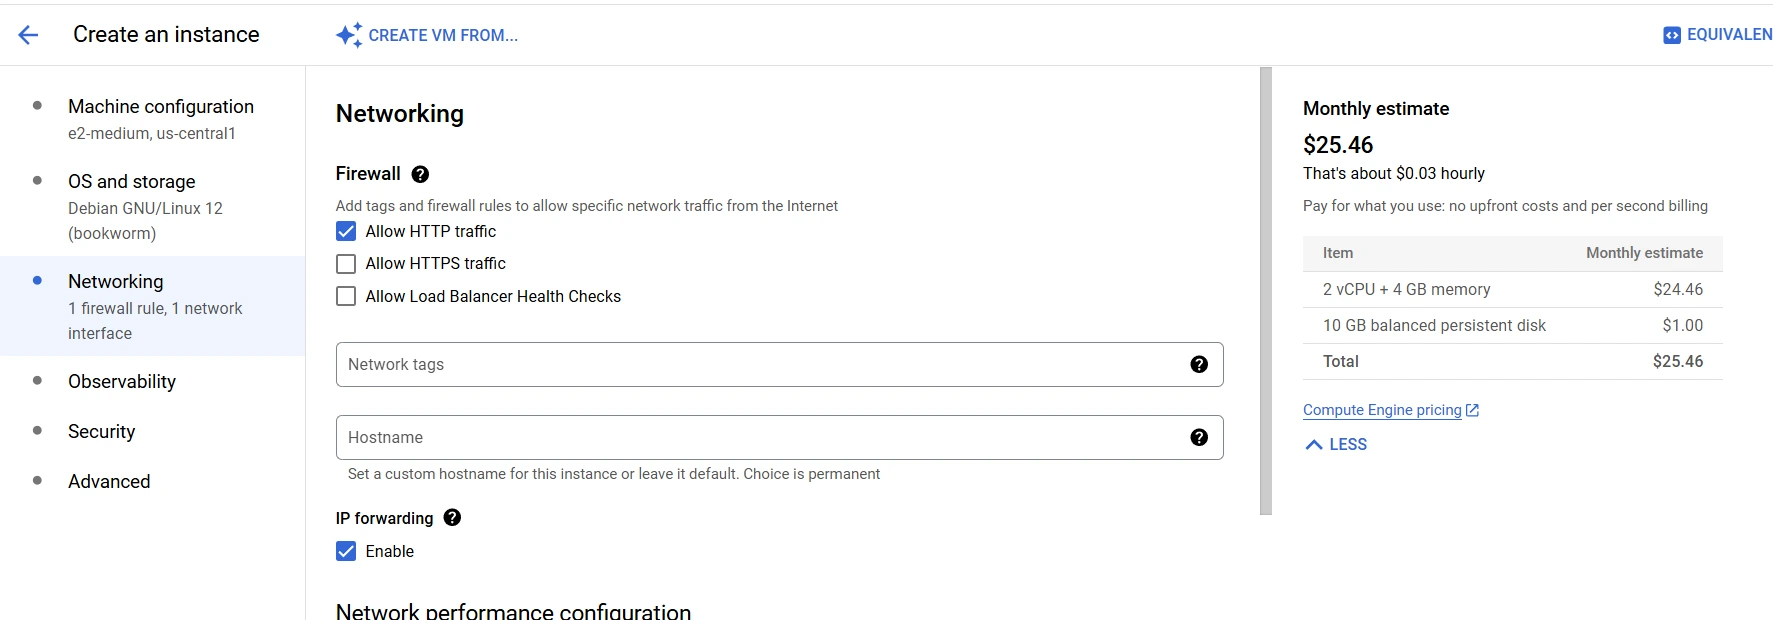 Create an instance
CREATE VM FROM...
EQUIVALEN
Machine configuration
e2-medium, us-central1
OS and storage
Debian GNU/Linux 12
(bookworm)
Networking
1 firewall rule, 1 network
interface
Observability
Security
Advanced
Networking
Firewall
Add tags and firewall rules to allow specific network traffic from the Internet
Allow HTTP traffic
Allow HTTPS traffic
Allow Load Balancer Health Checks
Network tags
Hostname
Set a custom hostname for this instance or leave it default. Choice is permanent
IP forwarding
Enable
Network performance configuration
Monthly estimate
$25.46
That's about $0.03 hourly
Pay for what you use: no upfront costs and per second billing
Item Monthly estimate
2 vCPU + 4 GB memory $24.46
10 GB balanced persistent disk $1.00
Total $25.46
Compute Engine pricing
LESS